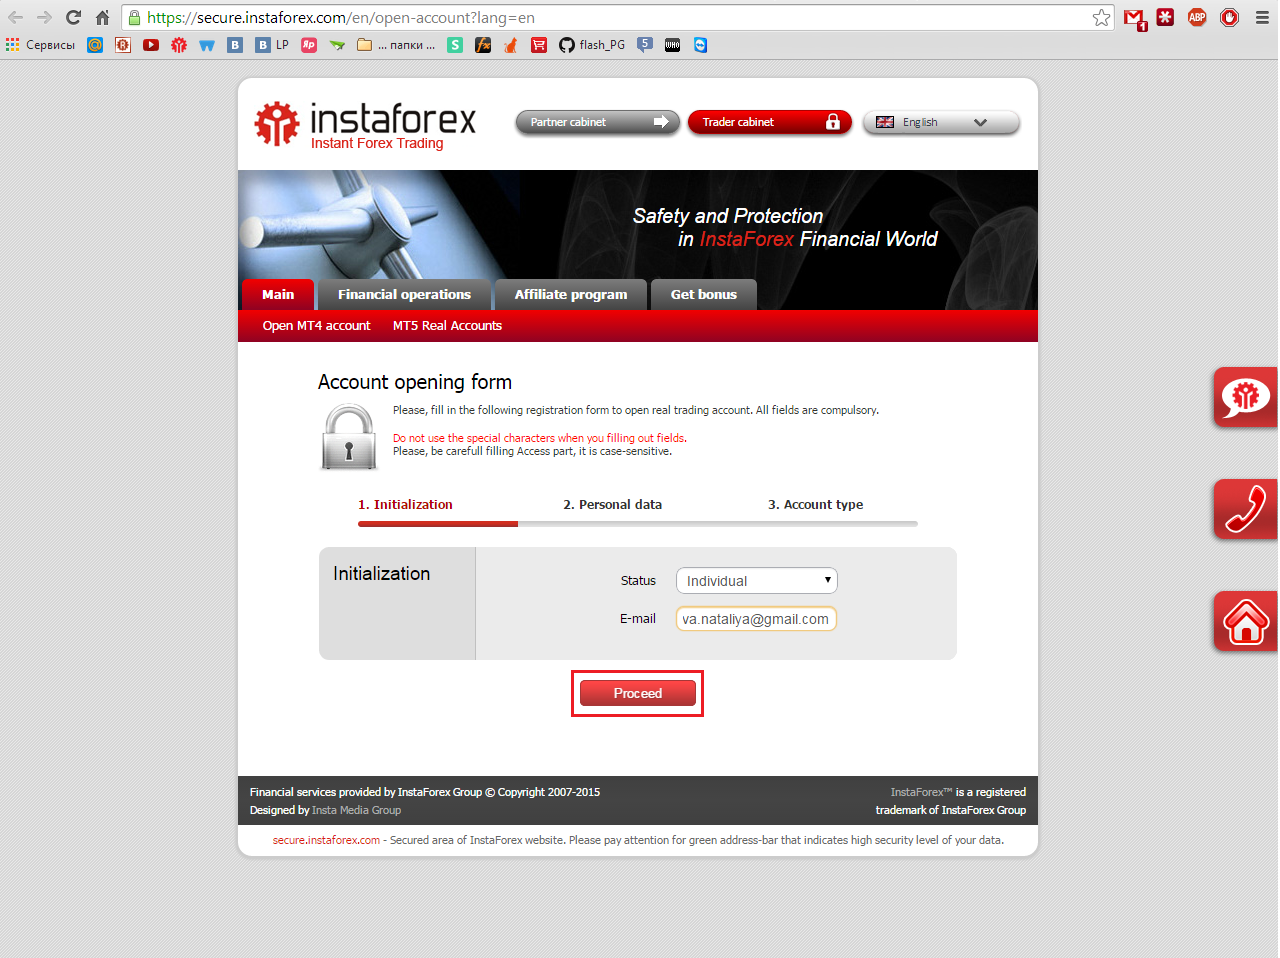 https://secure.instaforex.com/en/open-account?lang=en
1
ABP
Сервисы
B
B LP
Яр
... папки ...
S
fx
flash_PG
5
WHO
instaforex
Instant Forex Trading
Partner cabinet
Trader cabinet
English
Safety and Protection
in InstaForex Financial World
Main
Financial operations
Affiliate program
Get bonus
Open MT4 account
MT5 Real Accounts
Account opening form
Please, fill in the following registration form to open real trading account. All fields are compulsory.
Do not use the special characters when you filling out fields.
Please, be carefull filling Access part, it is case-sensitive.
1. Initialization
2. Personal data
3. Account type
Initialization
Status
Individual
E-mail
va.nataliya@gmail.com
Proceed
Financial services provided by InstaForex Group © Copyright 2007-2015
InstaForex™ is a registered
Designed by Insta Media Group
trademark of InstaForex Group
secure.instaforex.com - Secured area of InstaForex website. Please pay attention for green address-bar that indicates high security level of your data.